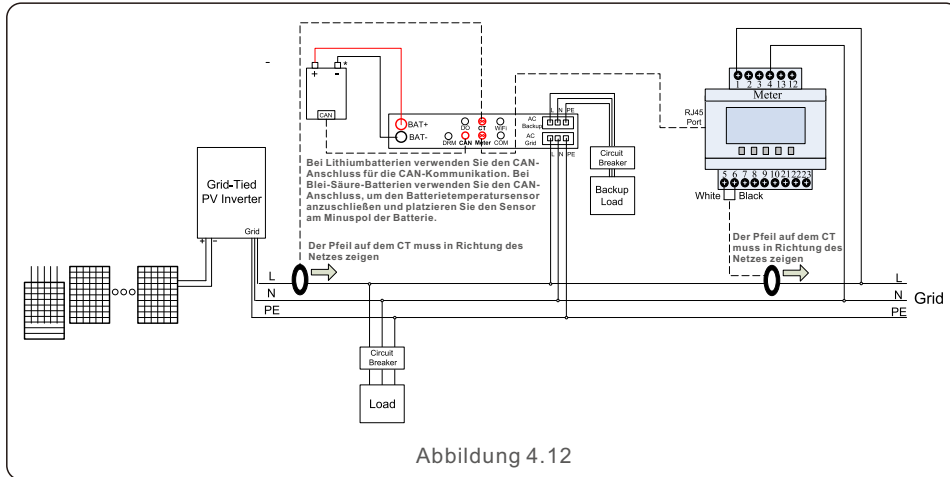 -
+ - *
CAN
BAT+
BAT-
DO CT WiFi
DRM CAN Meter COM
L N PE
AC
Backup
AC
Grid
L N PE
Circuit
Breaker
Backup
Load
RJ45
Port
1 2 3 4 13 12
Meter
5 6 7 8 9 10 21 22 23
White Black
Bei Lithiumbatterien verwenden Sie den CAN-
Anschluss für die CAN-Kommunikation. Bei
Blei-Säure-Batterien verwenden Sie den CAN-
Anschluss, um den Batterietemperatursensor
anzuschließen und platzieren Sie den Sensor
am Minuspol der Batterie.
Grid-Tied
PV Inverter
Grid
+ -
Der Pfeil auf dem CT muss in Richtung des
Netzes zeigen
Der Pfeil auf dem CT
muss in Richtung des
Netzes zeigen
L
N
PE
L
N
PE
Grid
Circuit
Breaker
Load
Abbildung 4.12